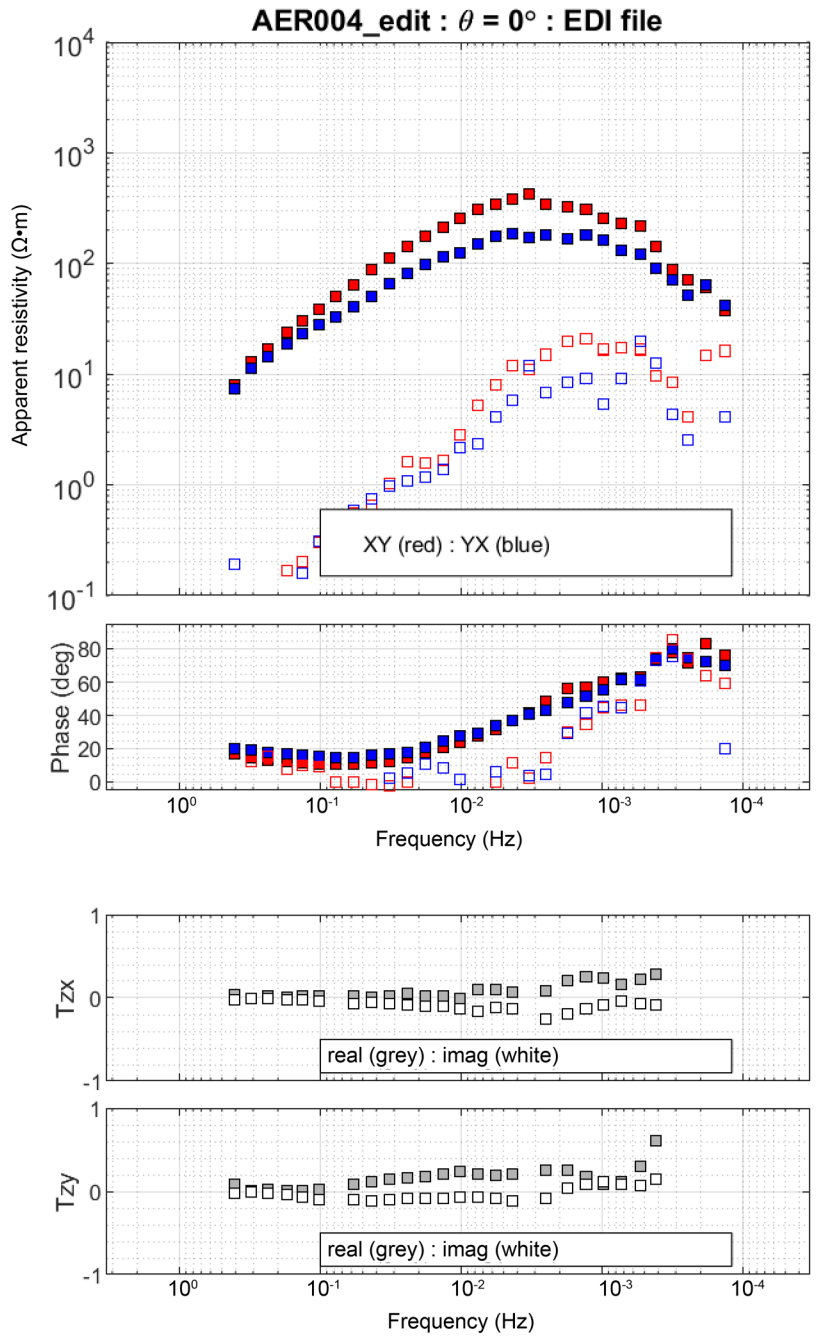 AER004_edit : θ = 0° : EDI file
Apparent resistivity (Ω•m)
10^4
10^3
10^2
10^1
10^0
10^-1
XY (red) : YX (blue)
Phase (deg)
80
60
40
20
0
10^0 10^-1 10^-2 10^-3 10^-4
Frequency (Hz)
Tzx
1
0
-1
real (grey) : imag (white)
Tzy
1
0
-1
real (grey) : imag (white)
10^0 10^-1 10^-2 10^-3 10^-4
Frequency (Hz)